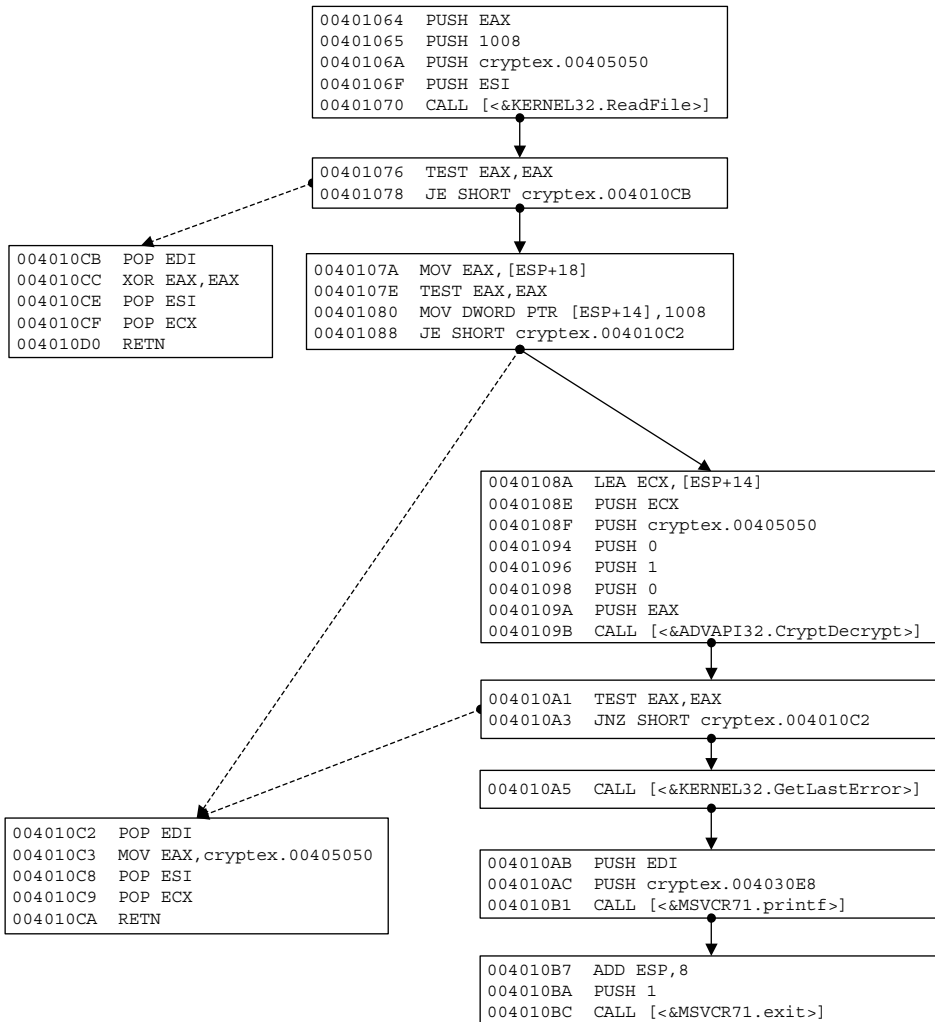 00401064 PUSH EAX
00401065 PUSH 1008
0040106A PUSH cryptex.00405050
0040106F PUSH ESI
00401070 CALL [<&KERNEL32.ReadFile>]
00401076 TEST EAX,EAX
00401078 JE SHORT cryptex.004010CB
004010CB POP EDI
004010CC XOR EAX,EAX
004010CE POP ESI
004010CF POP ECX
004010D0 RETN
0040107A MOV EAX,[ESP+18]
0040107E TEST EAX,EAX
00401080 MOV DWORD PTR [ESP+14],1008
00401088 JE SHORT cryptex.004010C2
0040108A LEA ECX,[ESP+14]
0040108E PUSH ECX
0040108F PUSH cryptex.00405050
00401094 PUSH 0
00401096 PUSH 1
00401098 PUSH 0
0040109A PUSH EAX
0040109B CALL [<&ADVAPI32.CryptDecrypt>]
004010A1 TEST EAX,EAX
004010A3 JNZ SHORT cryptex.004010C2
004010A5 CALL [<&KERNEL32.GetLastError>]
004010C2 POP EDI
004010C3 MOV EAX,cryptex.00405050
004010C8 POP ESI
004010C9 POP ECX
004010CA RETN
004010AB PUSH EDI
004010AC PUSH cryptex.004030E8
004010B1 CALL [<&MSVCR71.printf>]
004010B7 ADD ESP,8
004010BA PUSH 1
004010BC CALL [<&MSVCR71.exit>]